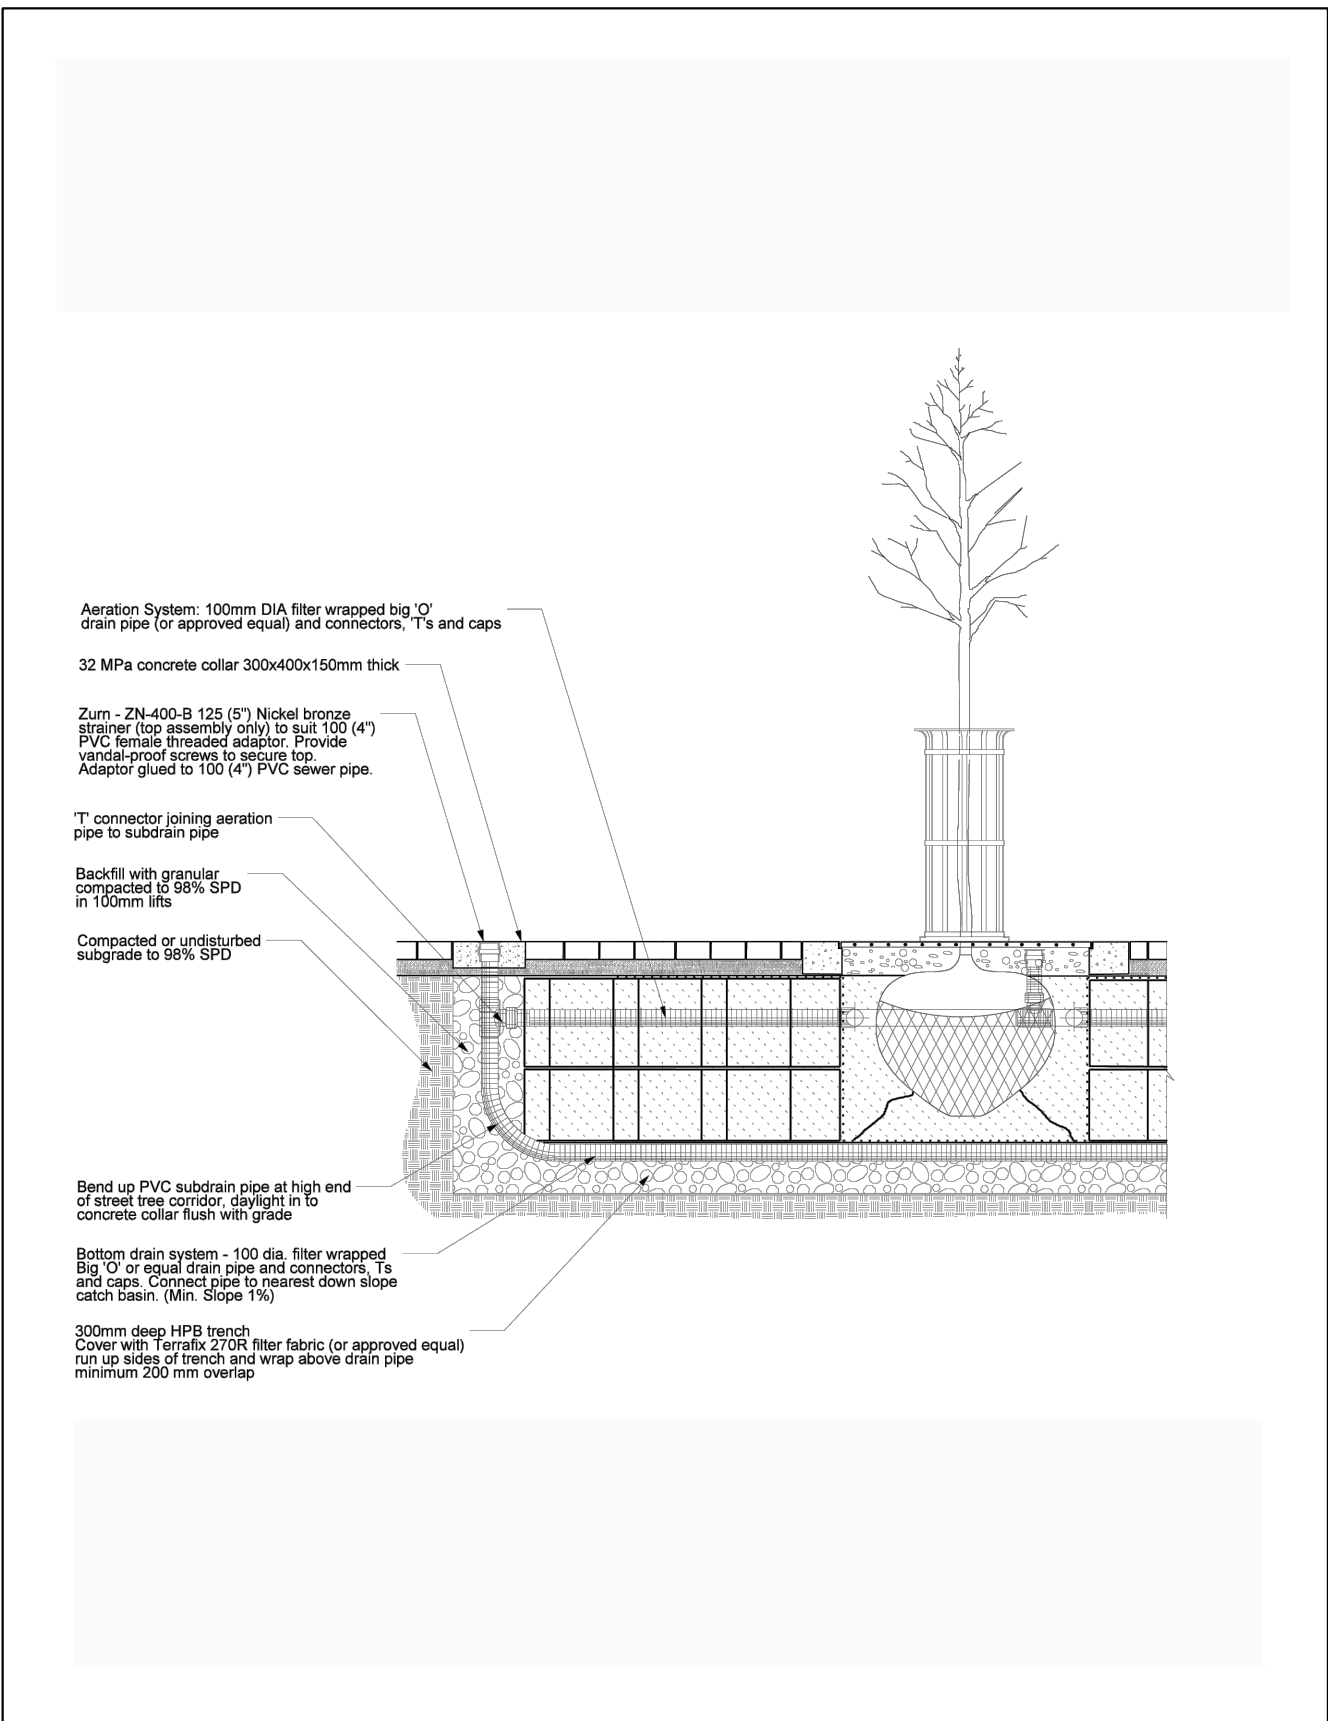 Aeration System: 100mm DIA filter wrapped big 'O'
drain pipe (or approved equal) and connectors, 'T's and caps
32 MPa concrete collar 300x400x150mm thick
Zurn - ZN-400-B 125 (5") Nickel bronze
strainer (top assembly only) to suit 100 (4")
PVC female threaded adaptor. Provide
vandal-proof screws to secure top.
Adaptor glued to 100 (4") PVC sewer pipe.
'T' connector joining aeration
pipe to subdrain pipe
Backfill with granular
compacted to 98% SPD
in 100mm lifts
Compacted or undisturbed
subgrade to 98% SPD
Bend up PVC subdrain pipe at high end
of street tree corridor, daylight in to
concrete collar flush with grade
Bottom drain system - 100 dia. filter wrapped
Big 'O' or equal drain pipe and connectors, Ts
and caps. Connect pipe to nearest down slope
catch basin. (Min. Slope 1%)
300mm deep HPB trench
Cover with Terrafix 270R filter fabric (or approved equal)
run up sides of trench and wrap above drain pipe
minimum 200 mm overlap